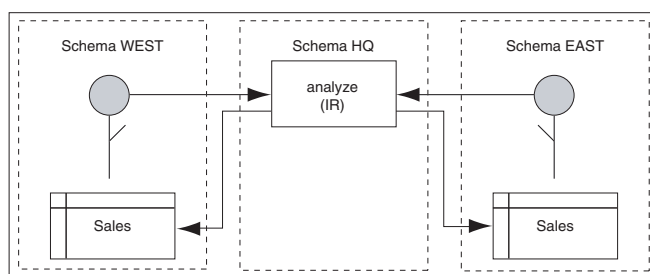 Schema WEST
Schema HQ
Schema EAST
analyze
(IR)
Sales
Sales